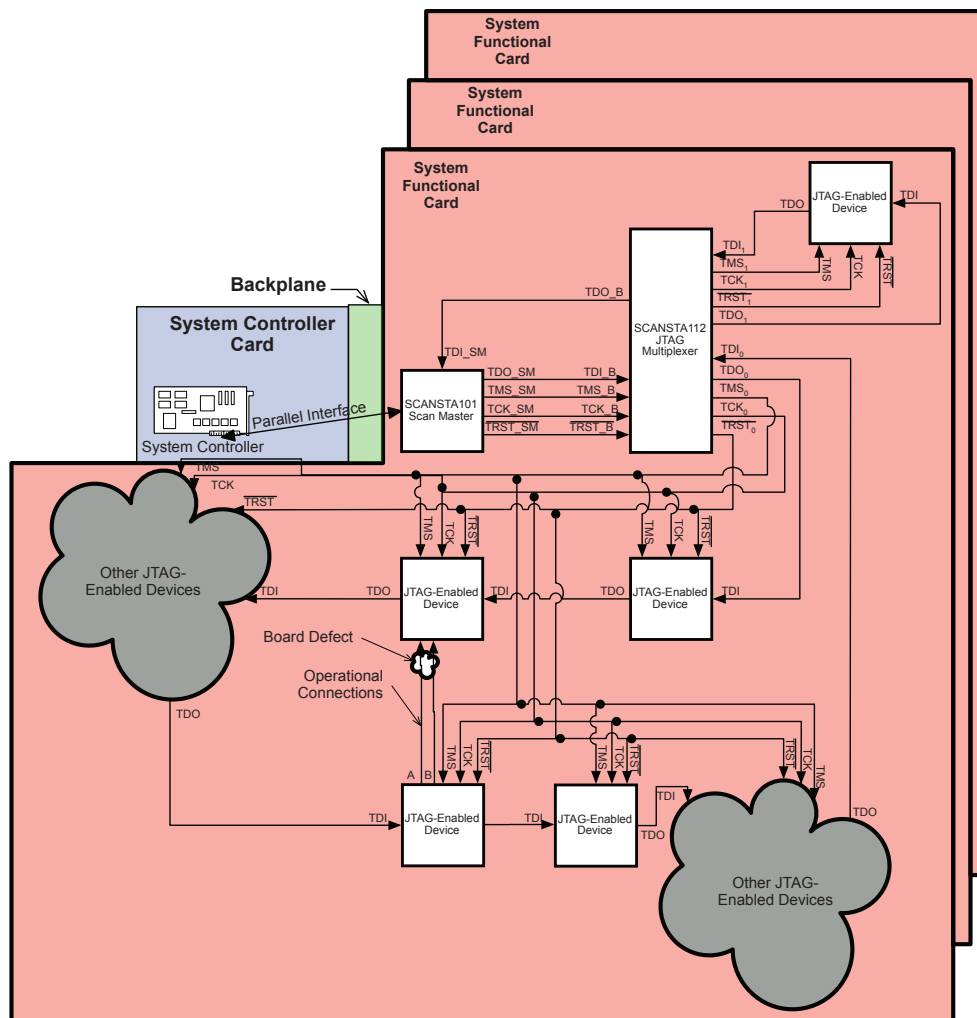 System
Functional
Card
System
Functional
Card
System
Functional
Card
JTAG-Enabled
Device
TDI
TDO
TDI1
TMS1
TCK1
TRST1
TDO1
TMS
TCK
TRST
Backplane
System Controller
Card
TDO_B
SCANSTA112
JTAG
Multiplexer
TDI_SM
TDI0
TDO0
TMS0
TCK0
TRST0
SCANSTA101
Scan Master
TDO_SM
TMS_SM
TCK_SM
TRST_SM
TDI_B
TMS_B
TCK_B
TRST_B
Parallel Interface
System Controller
TMS
TCK
TRST
TMS
TCK
TRST
TMS
TCK
TRST
Other JTAG-
Enabled Devices
TDI
TDO
JTAG-Enabled
Device
TDI
TDO
JTAG-Enabled
Device
TDI
Board Defect
Operational
Connections
TDO
A
B
TMS
TCK
TRST
TMS
TCK
TRST
TRST
TCK
TMS
TDI
JTAG-Enabled
Device
TDI
JTAG-Enabled
Device
TDO
TDI
TDO
Other JTAG-
Enabled Devices